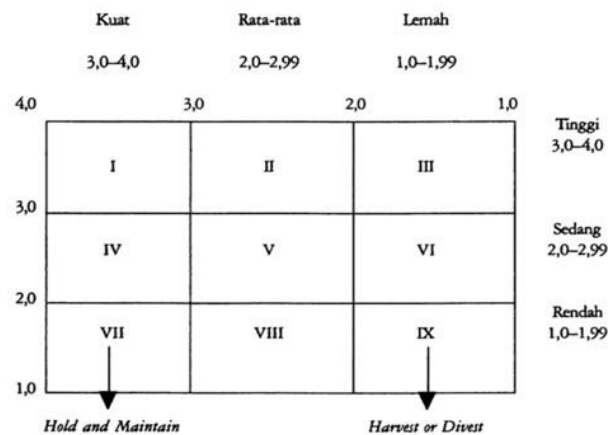 Kuat Rata-rata Lemah
3,0–4,0 2,0–2,99 1,0–1,99
4,0 3,0 2,0 1,0
Tinggi
3,0–4,0
I II III
3,0
Sedang
2,0–2,99
IV V VI
2,0
Rendah
1,0–1,99
VII VIII IX
1,0
Hold and Maintain Harvest or Divest